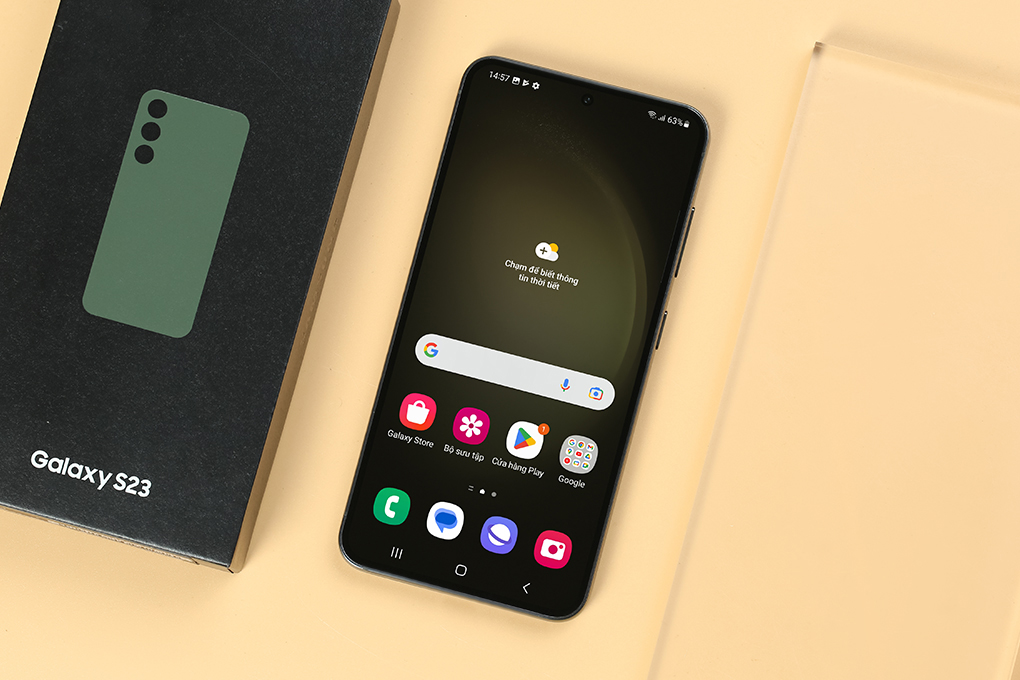 Galaxy S23
14:57
63%
Chạm để biết thông
tin thời tiết
G
Galaxy Store
Bộ sưu tập
Cửa hàng Play
1
Google